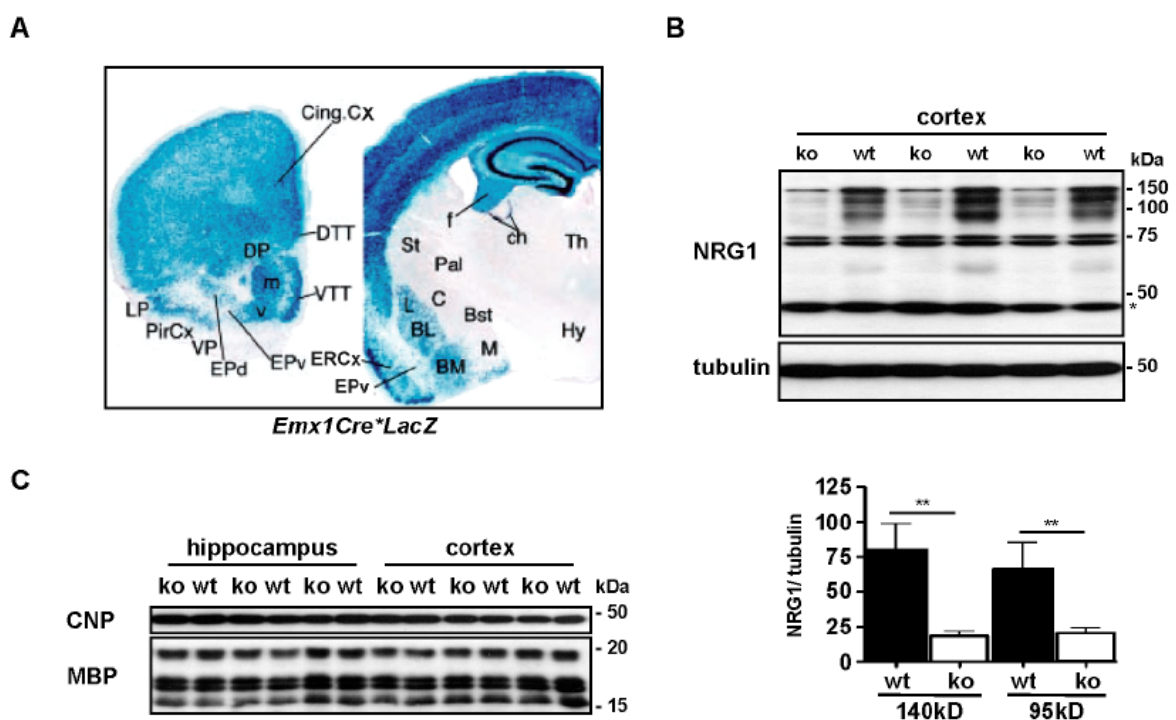 A
Cing.Cx
DTT
DP
m
VTT
v
LP
PirCx
VP
EPd
EPv
f
ch
St
Th
Pal
L
C
BL
Bst
Hy
M
ERCx
BM
EPv
Emx1Cre*LacZ
B
cortex
ko wt ko wt ko wt kDa
- 150
- 100
- 75
NRG1
- 50
*
tubulin
- 50
125
100
75
50
25
0
NRG1/ tubulin
**
**
wt ko wt ko
140kD 95kD
C
hippocampus cortex
ko wt ko wt ko wt ko wt ko wt ko wt kDa
CNP
- 50
- 20
MBP
- 15